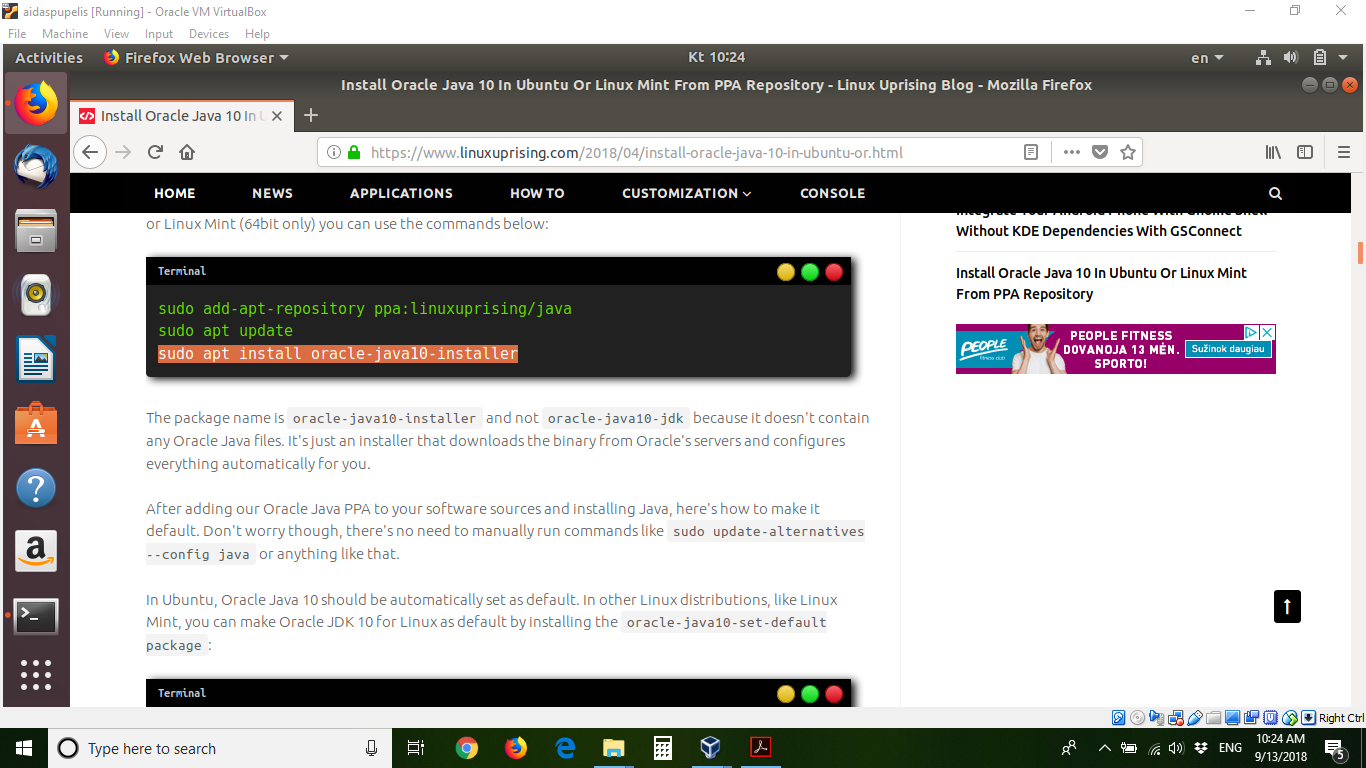 aidaspupelis [Running] - Oracle VM VirtualBox
File Machine View Input Devices Help
Activities Firefox Web Browser Kt 10:24 en
Install Oracle Java 10 In Ubuntu Or Linux Mint From PPA Repository - Linux Uprising Blog - Mozilla Firefox
Install Oracle Java 10 In
https://www.linuxuprising.com/2018/04/install-oracle-java-10-in-ubuntu-or.html
HOME NEWS APPLICATIONS HOW TO CUSTOMIZATION CONSOLE
or Linux Mint (64bit only) you can use the commands below:
Terminal
sudo add-apt-repository ppa:linuxuprising/java
sudo apt update
sudo apt install oracle-java10-installer
The package name is oracle-java10-installer and not oracle-java10-jdk because it doesn't contain
any Oracle Java files. It's just an installer that downloads the binary from Oracle's servers and configures
everything automatically for you.
After adding our Oracle Java PPA to your software sources and installing Java, here's how to make it
default. Don't worry though, there's no need to manually run commands like sudo update-alternatives
--config java or anything like that.
In Ubuntu, Oracle Java 10 should be automatically set as default. In other Linux distributions, like Linux
Mint, you can make Oracle JDK 10 for Linux as default by installing the oracle-java10-set-default
package :
Terminal
Integrate Your Android Phone With Gnome Shell
Without KDE Dependencies With GSConnect
Install Oracle Java 10 In Ubuntu Or Linux Mint
From PPA Repository
PEOPLE
fitness club
PEOPLE FITNESS
DOVANOJA 13 MĖN.
SPORTO!
Sužinok daugiau
Right Ctrl
Type here to search
ENG
10:24 AM
9/13/2018
5